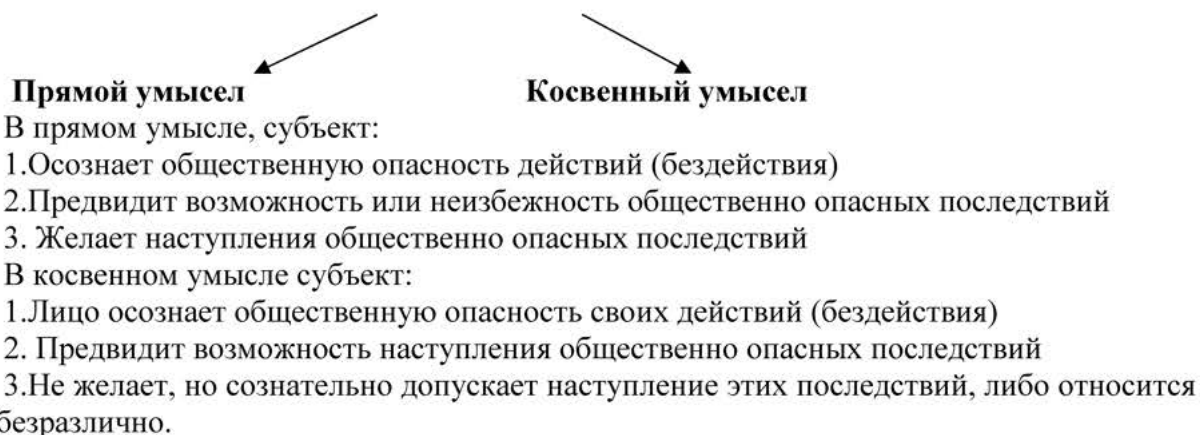 Прямой умысел Косвенный умысел
В прямом умысле, субъект:
1.Осознает общественную опасность действий (бездействия)
2.Предвидит возможность или неизбежность общественно опасных последствий
3. Желает наступления общественно опасных последствий
В косвенном умысле субъект:
1.Лицо осознает общественную опасность своих действий (бездействия)
2. Предвидит возможность наступления общественно опасных последствий
3.Не желает, но сознательно допускает наступление этих последствий, либо относится
безразлично.